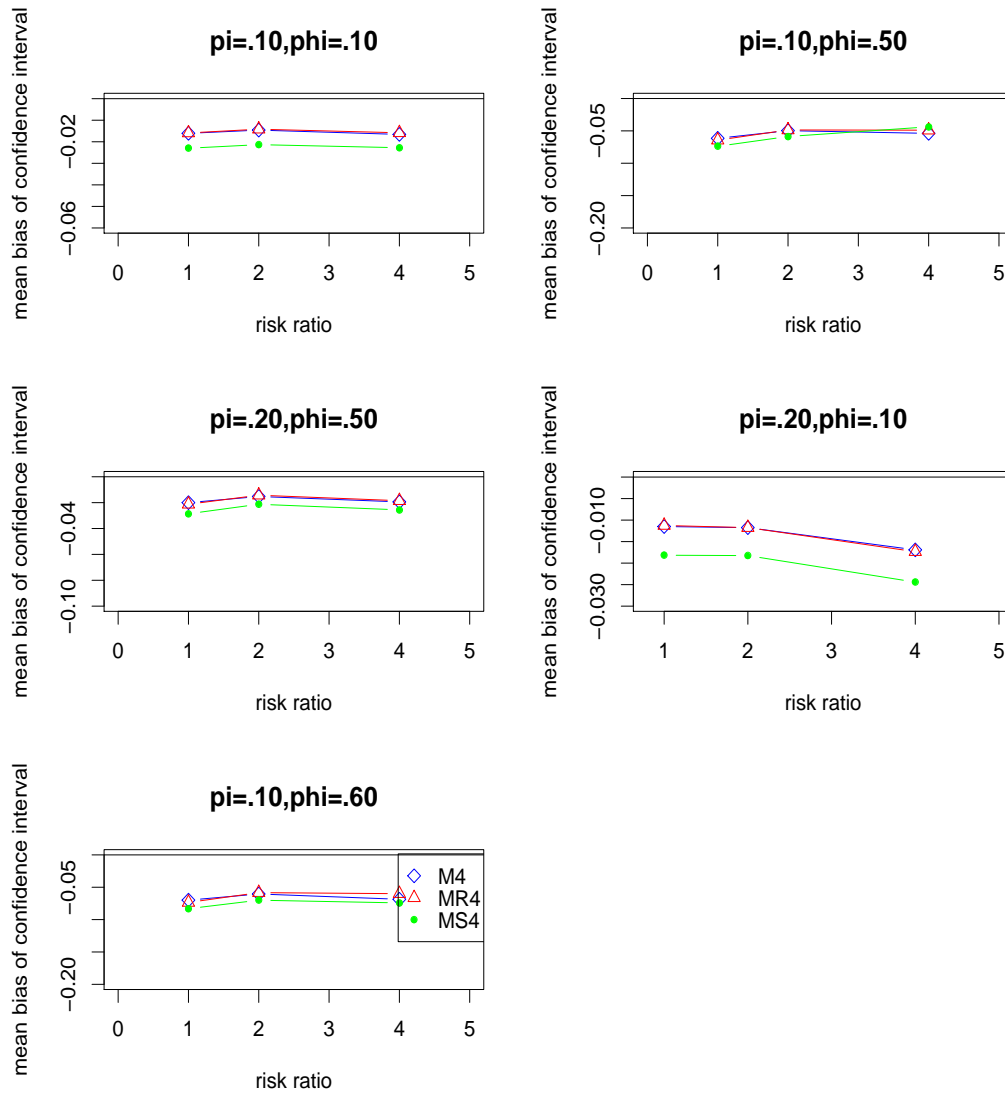 pi=.10,phi=.10
mean bias of confidence interval
−0.02
−0.06
0 1 2 3 4 5
risk ratio
pi=.10,phi=.50
mean bias of confidence interval
−0.05
−0.20
0 1 2 3 4 5
risk ratio
pi=.20,phi=.50
mean bias of confidence interval
−0.04
−0.10
0 1 2 3 4 5
risk ratio
pi=.20,phi=.10
mean bias of confidence interval
−0.010
−0.030
1 2 3 4 5
risk ratio
pi=.10,phi=.60
mean bias of confidence interval
−0.05
−0.20
0 1 2 3 4 5
risk ratio
M4
MR4
MS4